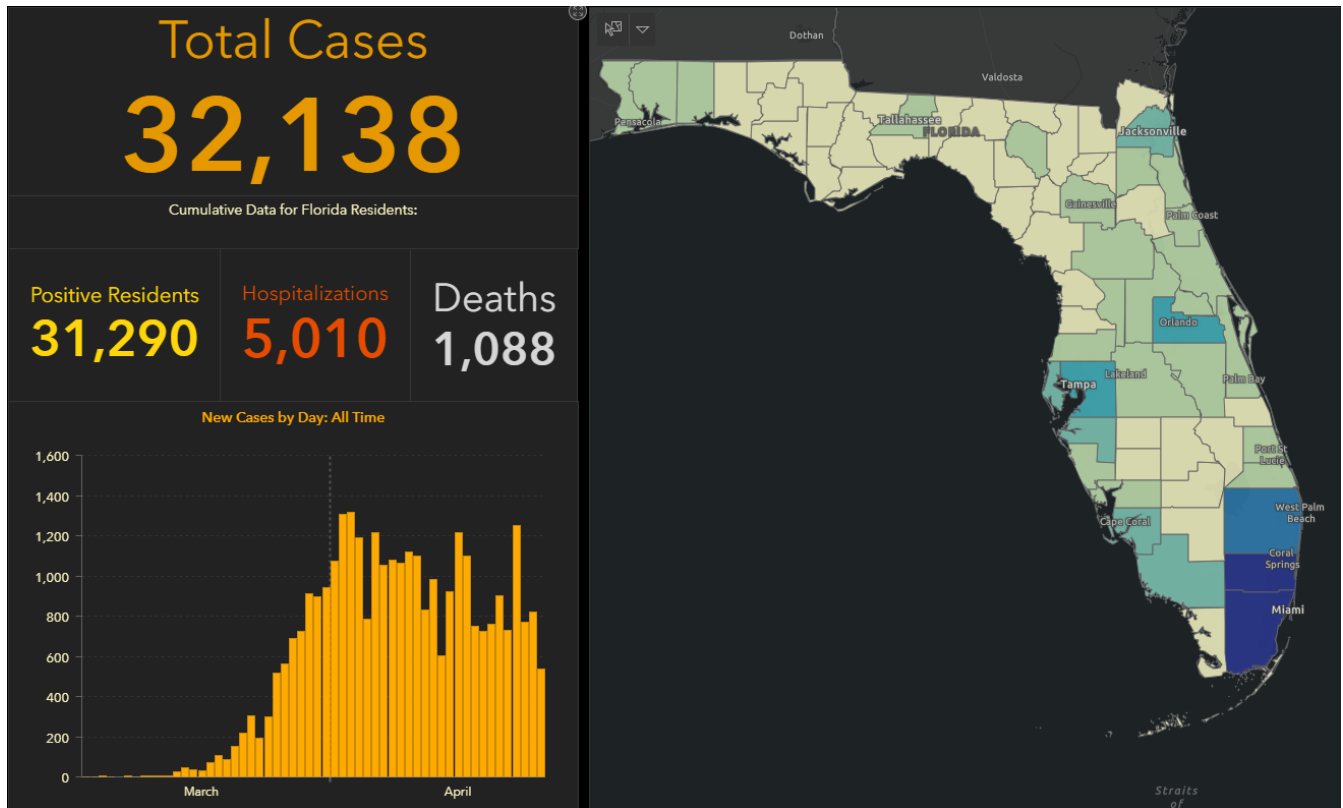 Total Cases
32,138
Cumulative Data for Florida Residents:
Positive Residents
31,290
Hospitalizations
5,010
Deaths
1,088
New Cases by Day: All Time
1,600
1,400
1,200
1,000
800
600
400
200
0
March
April
Dothan
Valdosta
Pensacola
Tallahassee
FLORIDA
Jacksonville
Gainesville
Palm Coast
Orlando
Tampa
Lakeland
Palm Bay
Port St
Lucie
Cape Coral
West Palm
Beach
Coral
Springs
Miami
Straits
of